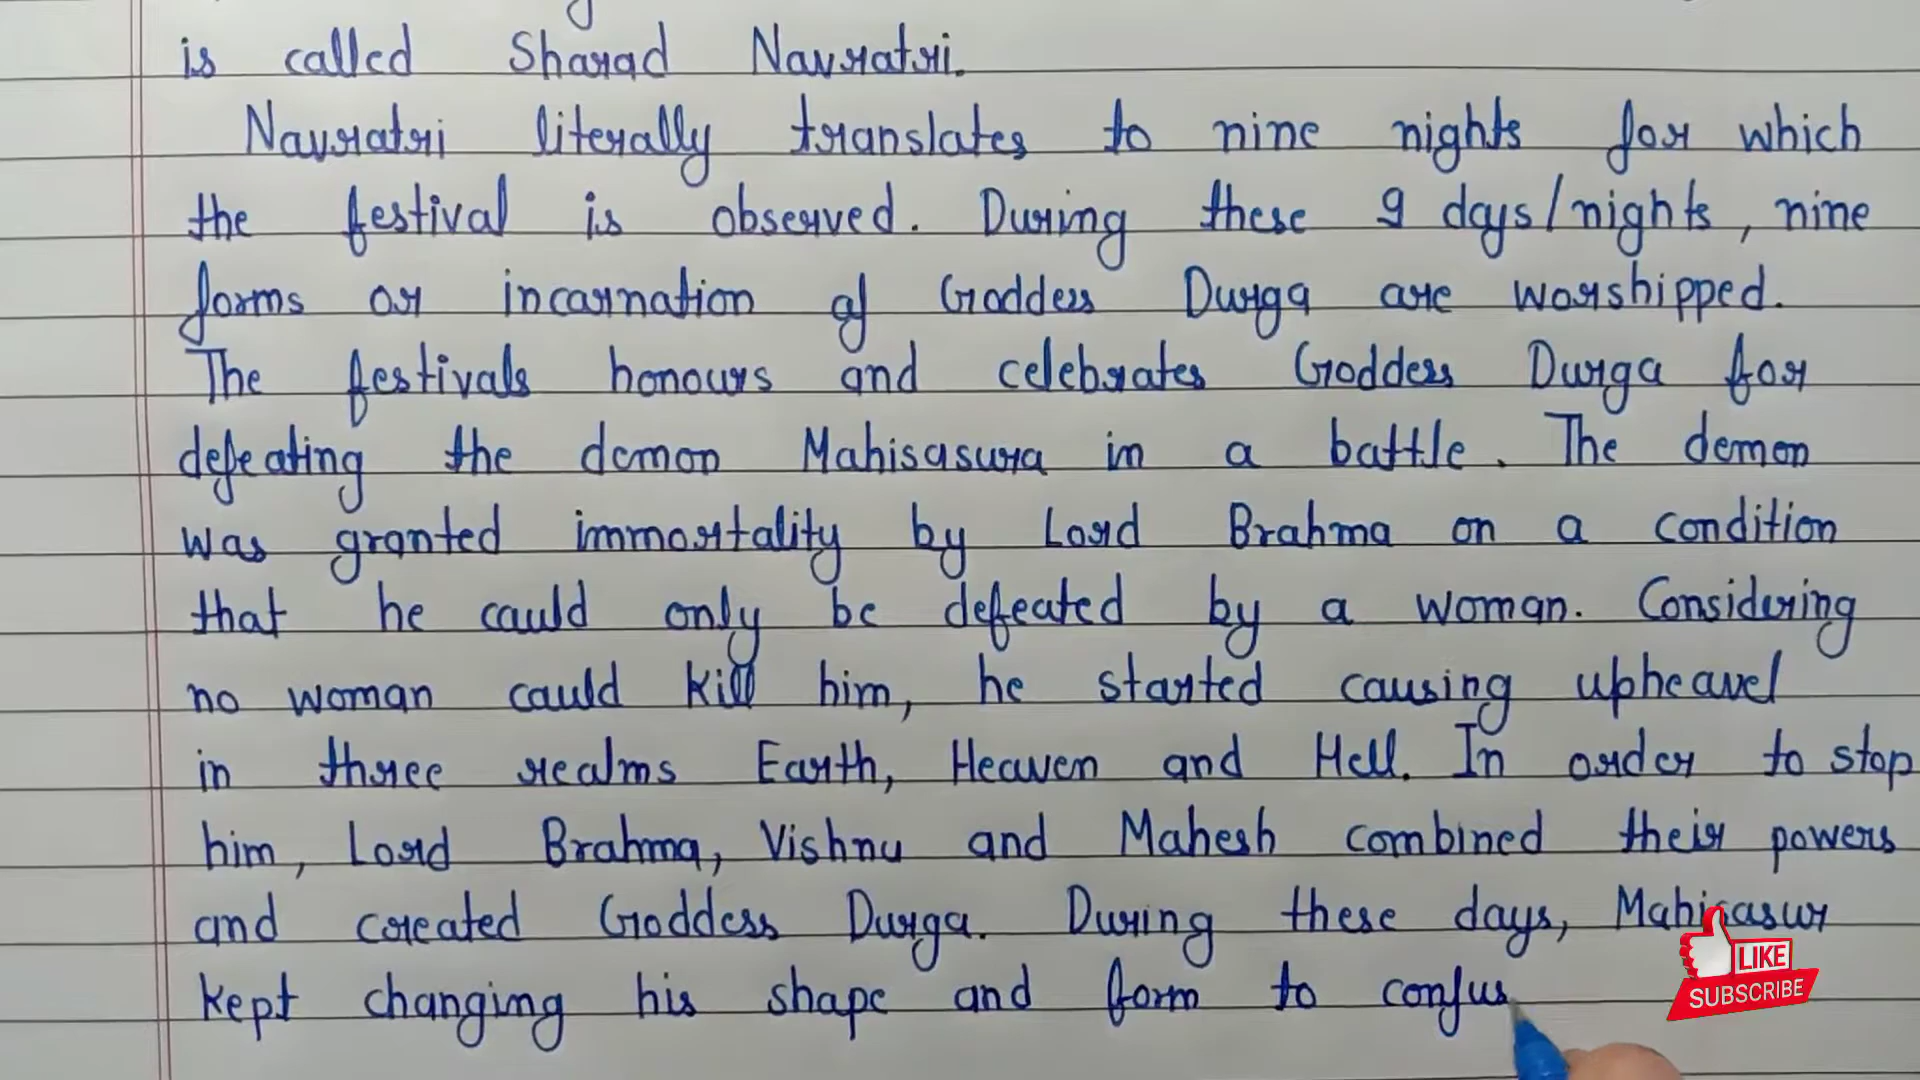 is called Sharad Navratri.
Navratri literally translates to nine nights for which
the festival is observed. During these 9 days/nights, nine
forms or incarnation of Goddess Durga are worshipped.
The festivals honours and celebrates Goddess Durga for
defeating the demon Mahisasura in a battle. The demon
was granted immortality by Lord Brahma on a condition
that he could only be defeated by a woman. Considering
no woman could kill him, he started causing upheavel
in three realms Earth, Heaven and Hell. In order to stop
him, Lord Brahma, Vishnu and Mahesh combined their powers
and created Goddess Durga. During these days, Mahisasur
kept changing his shape and form to confus
LIKE
SUBSCRIBE